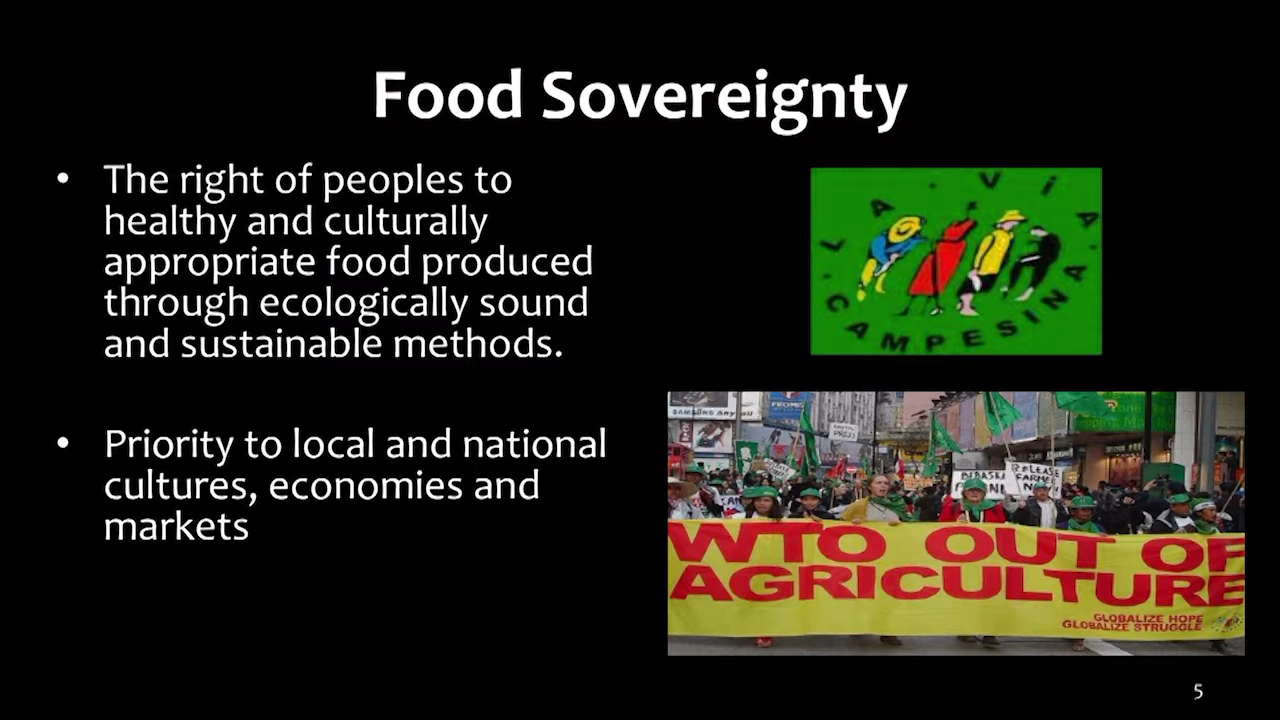 Food Sovereignty
• The right of peoples to
healthy and culturally
appropriate food produced
through ecologically sound
and sustainable methods.
• Priority to local and national
cultures, economies and
markets
LA VIA
CAMPESINA
SAMSUNG
RELEASE
WTO OUT OF
AGRICULTURE
GLOBALIZE HOPE
GLOBALIZE STRUGGLE
5